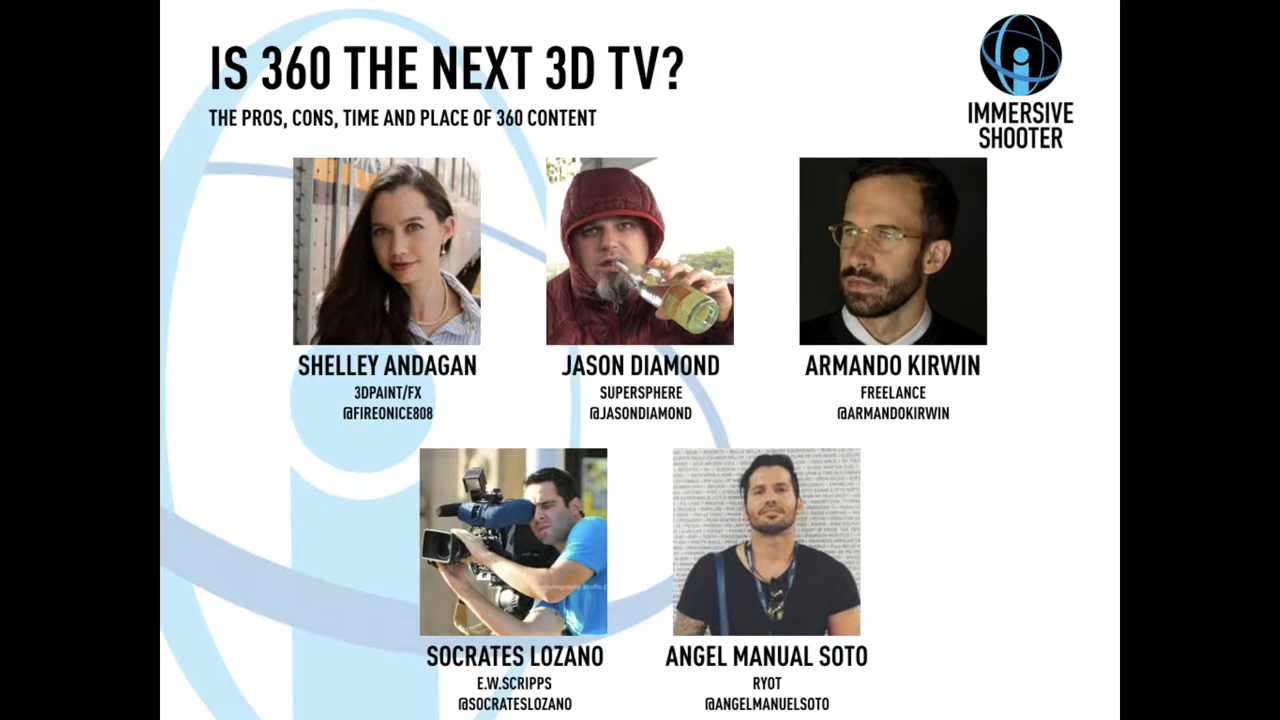 IS 360 THE NEXT 3D TV?
THE PROS, CONS, TIME AND PLACE OF 360 CONTENT
IMMERSIVE
SHOOTER
SHELLEY ANDAGAN
3DPAINT/FX
@FIREONICE808
JASON DIAMOND
SUPERSPHERE
@JASONDIAMOND
ARMANDO KIRWIN
FREELANCE
@ARMANDOKIRWIN
SOCRATES LOZANO
E.W.SCRIPPS
@SOCRATESLOZANO
ANGEL MANUAL SOTO
RYOT
@ANGELMANUELSOTO